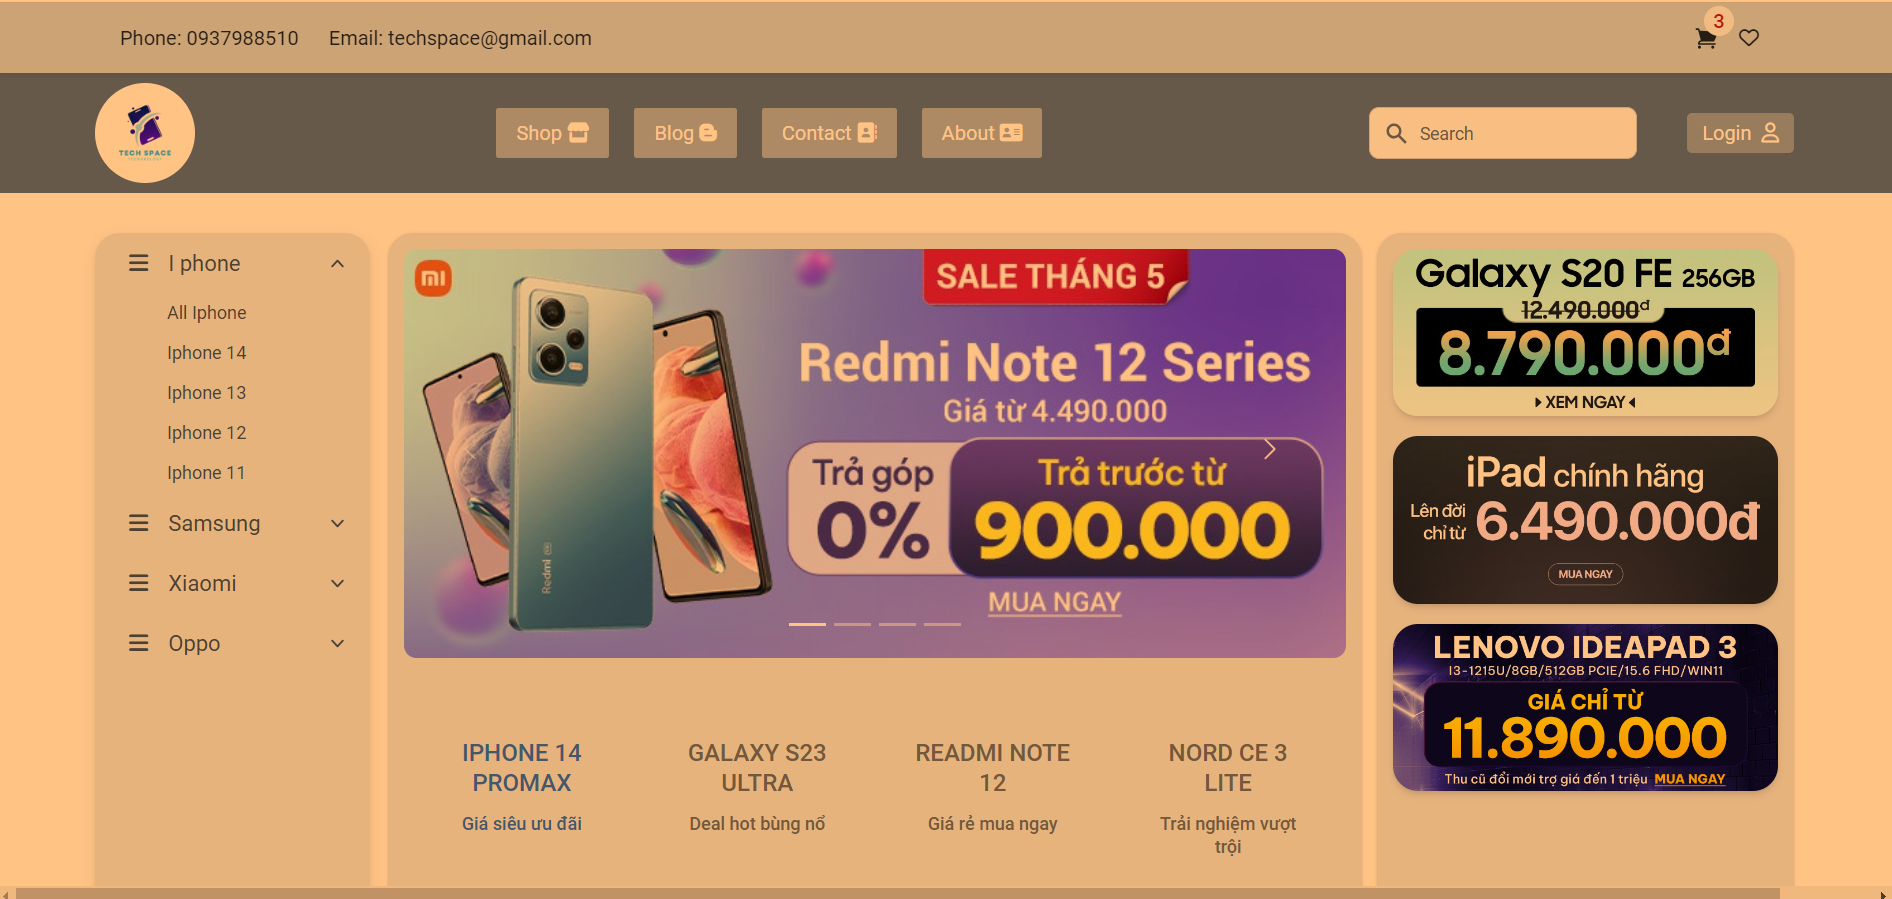 Phone: 0937988510 Email: techspace@gmail.com
3
TECH SPACE
TECHNOLOGY
Shop
Blog
Contact
About
Search
Login
I phone
All Iphone
Iphone 14
Iphone 13
Iphone 12
Iphone 11
Samsung
Xiaomi
Oppo
SALE THÁNG 5
Redmi Note 12 Series
Giá từ 4.490.000
Trả góp
0%
Trả trước từ
900.000
MUA NGAY
Redmi
IPHONE 14
PROMAX
Giá siêu ưu đãi
GALAXY S23
ULTRA
Deal hot bùng nổ
READMI NOTE
12
Giá rẻ mua ngay
NORD CE 3
LITE
Trải nghiệm vượt
trội
Galaxy S20 FE 256GB
12.490.000đ
8.790.000đ
XEM NGAY
iPad chính hãng
Lên đời
chỉ từ
6.490.000đ
MUA NGAY
LENOVO IDEAPAD 3
I3-1215U/8GB/512GB PCIE/15.6 FHD/WIN11
GIÁ CHỈ TỪ
11.890.000
Thu cũ đổi mới trợ giá đến 1 triệu MUA NGAY